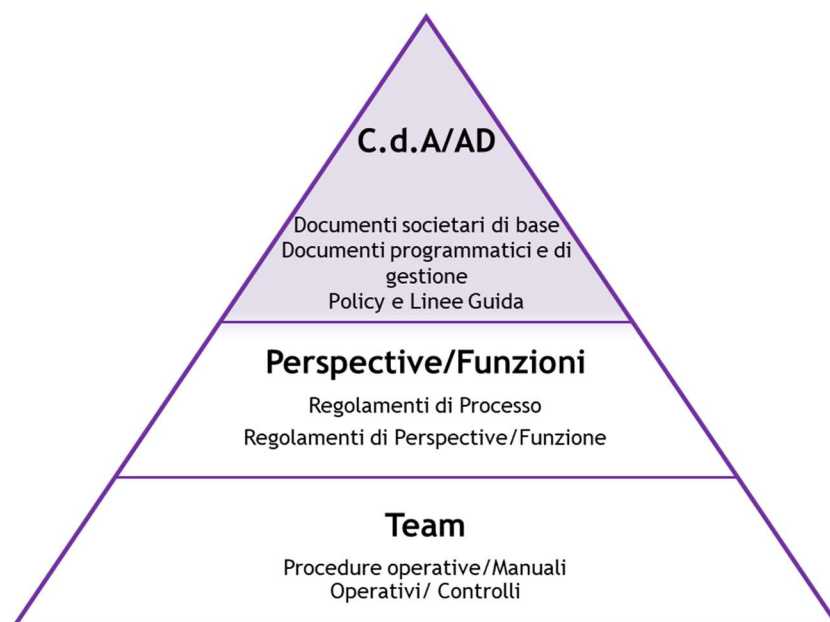 C.d.A/AD
Documenti societari di base
Documenti programmatici e di
gestione
Policy e Linee Guida
Perspective/Funzioni
Regolamenti di Processo
Regolamenti di Perspective/Funzione
Team
Procedure operative/Manuali
Operativi/ Controlli